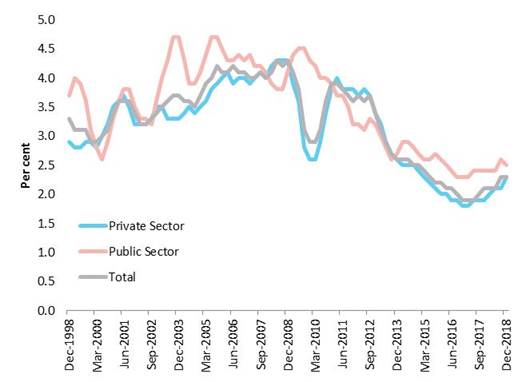 5.0
4.5
4.0
3.5
3.0
2.5
2.0
1.5
1.0
0.5
0.0
Per cent
Private Sector
Public Sector
Total
Dec-1998
Mar-2000
Jun-2001
Sep-2002
Dec-2003
Mar-2005
Jun-2006
Sep-2007
Dec-2008
Mar-2010
Jun-2011
Sep-2012
Dec-2013
Mar-2015
Jun-2016
Sep-2017
Dec-2018